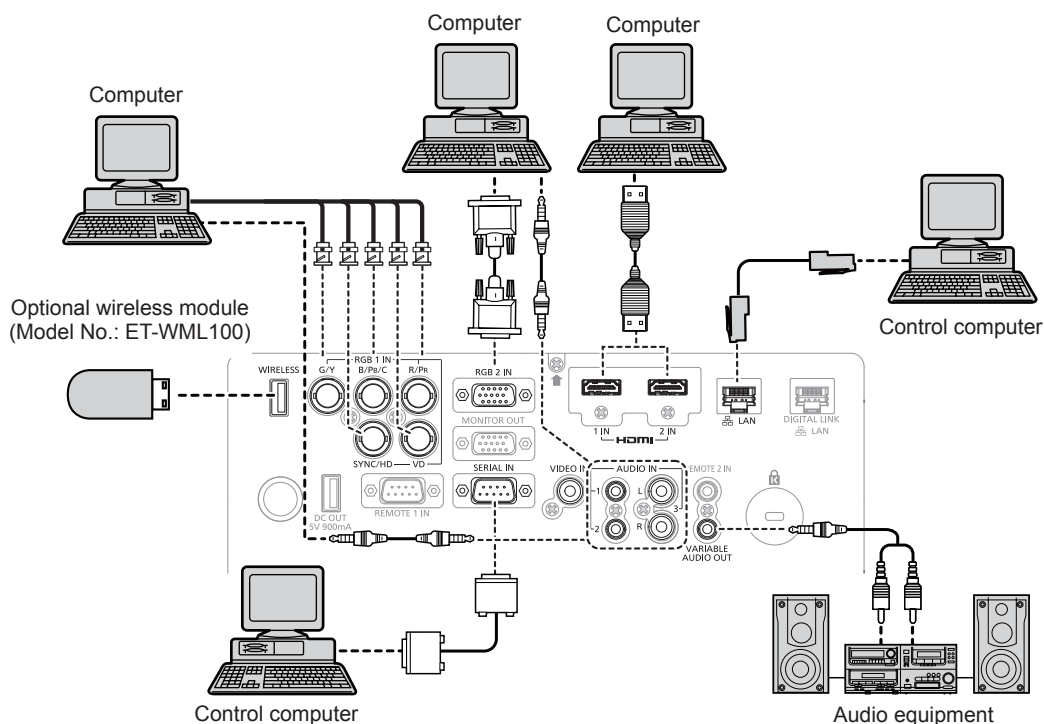 Computer
Computer
Computer
Optional wireless module
(Model No.: ET-WML100)
Control computer
WIRELESS
RGB 1 IN
G/Y
B/PB/C
R/PR
RGB 2 IN
1 IN
HDMI
2 IN
LAN
DIGITAL LINK
LAN
MONITOR OUT
SYNC/HD
VD
SERIAL IN
VIDEO IN
AUDIO IN
REMOTE 2 IN
K
1
L
3
2
R
DC OUT
5V 900mA
REMOTE 1 IN
VARIABLE
AUDIO OUT
Control computer
Audio equipment